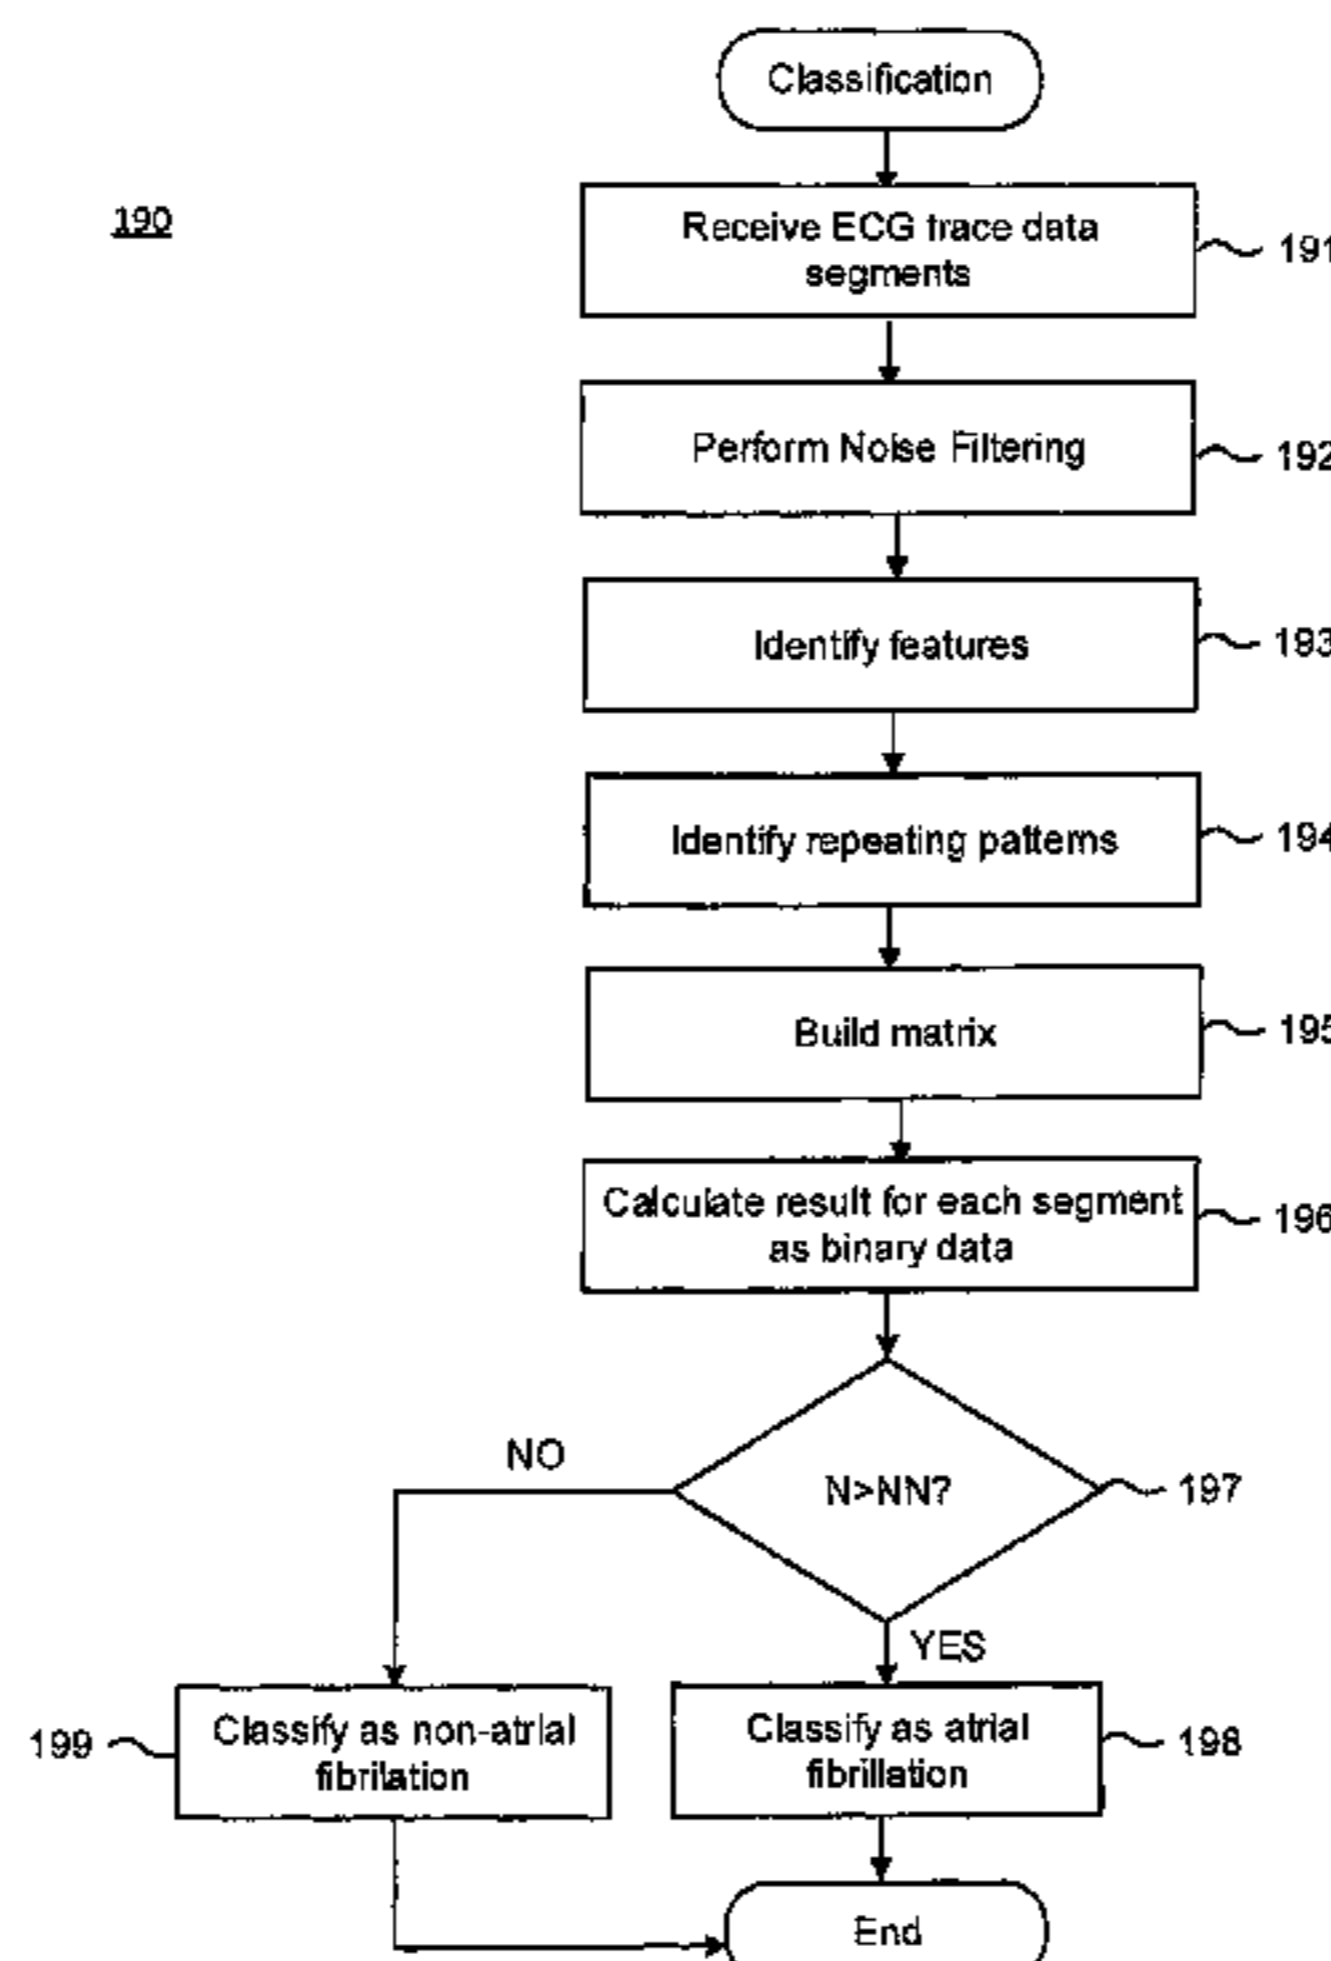 Classification
190
Receive ECG trace data
segments
191
Perform Noise Filtering
192
Identify features
193
Identify repeating patterns
194
Build matrix
195
Calculate result for each segment
as binary data
196
NO
N>NN?
197
YES
199
Classify as non-atrial
fibrilation
Classify as atrial
fibrillation
198
End